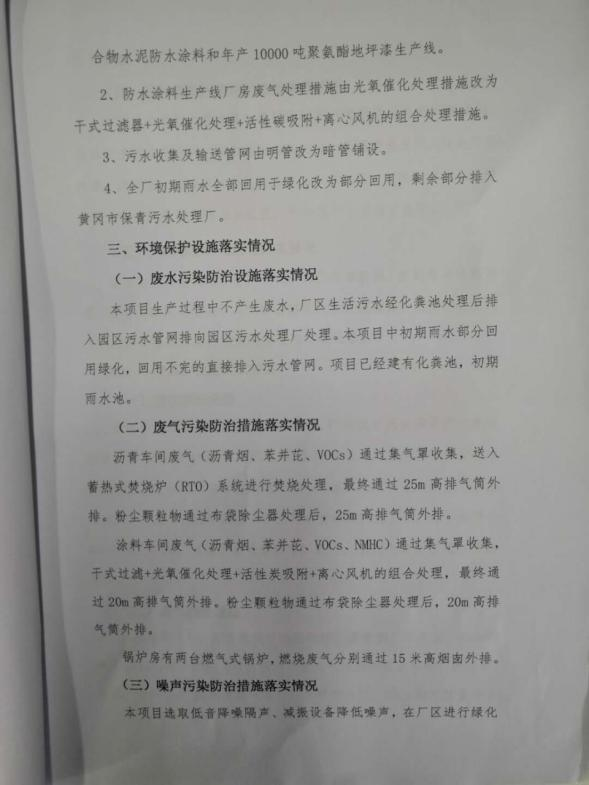 合物水泥防水涂料和年产 10000 吨聚氨酯地坪漆生产线。
2、防水涂料生产线厂房废气处理措施由光氧催化处理措施改为
干式过滤器+光氧催化处理+活性碳吸附+离心风机的组合处理措施。
3、污水收集及输送管网由明管改为暗管铺设。
4、全厂初期雨水全部回用于绿化改为部分回用，剩余部分排入
黄冈市保青污水处理厂。
三、环境保护设施落实情况
（一）废水污染防治设施落实情况
本项目生产过程中不产生废水，厂区生活污水经化粪池处理后排
入园区污水管网排向园区污水处理厂处理。本项目中初期雨水部分回
用绿化，回用不完的直接排入污水管网。项目已经建有化粪池，初期
雨水池。
（二）废气污染防治措施落实情况
沥青车间废气（沥青烟、苯并芘、VOCs）通过集气罩收集，送入
蓄热式焚烧炉（RTO）系统进行焚烧处理，最终通过 25m 高排气筒外
排。粉尘颗粒物通过布袋除尘器处理后，25m 高排气筒外排。
涂料车间废气（沥青烟、苯并芘、VOCs、NMHC）通过集气罩收集，
干式过滤+光氧催化处理+活性炭吸附+离心风机的组合处理，最终通
过 20m 高排气筒外排。粉尘颗粒物通过布袋除尘器处理后，20m 高排
气筒外排。
锅炉房有两台燃气式锅炉，燃烧废气分别通过 15 米高烟囱外排。
（三）噪声污染防治措施落实情况
本项目选取低音降噪隔声、减振设备降低噪声，在厂区进行绿化